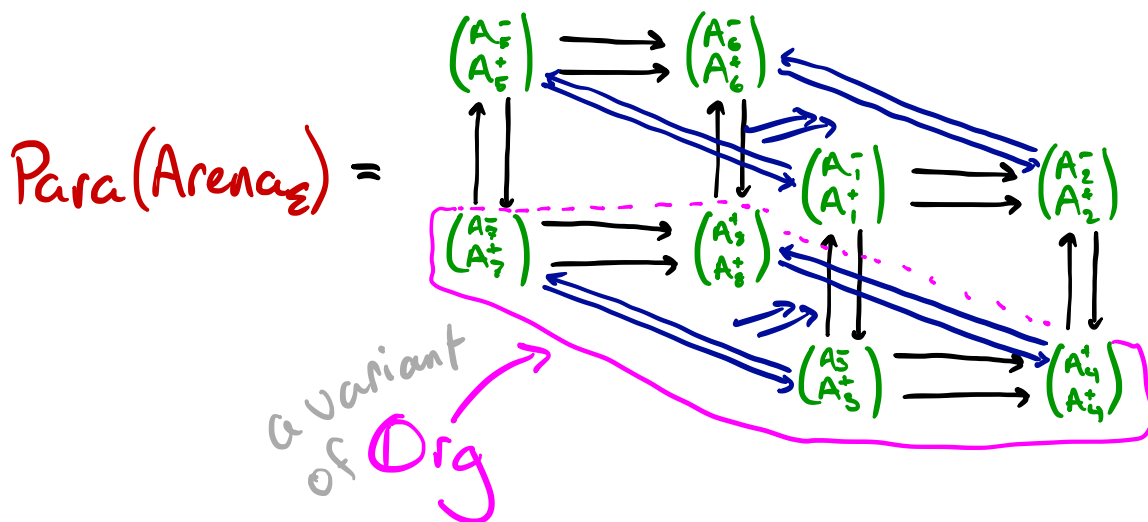 (A₅⁻ A₆⁻
A₅⁺) A₆⁺)
Para(Arena_ε) =
(A₁⁻ A₂⁻
A₁⁺) A₂⁺)
(A₇⁻ A₈⁺
A₇⁺) A₈⁺)
(A₃⁻ A₄⁺
A₃⁺) A₄⁺)
a variant
of Org